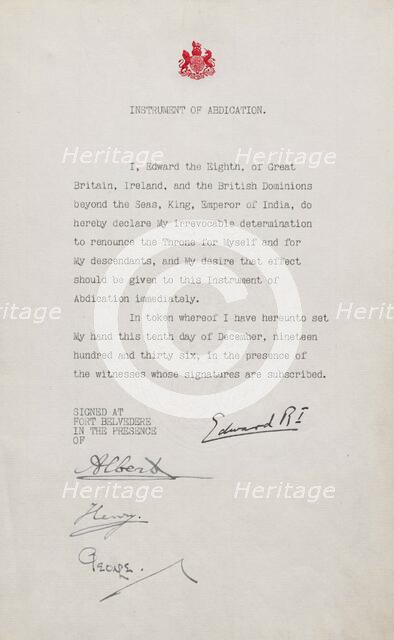 INSTRUMENT OF ABDICATION.
I, Edward the Eighth, of Great
Britain, Ireland, and the British Dominions
beyond the Seas, King, Emperor of India, do
hereby declare My irrevocable determination
to renounce the Throne for Myself and for
My descendants, and My desire that effect
should be given to this Instrument of
Abdication immediately.
In token whereof I have hereunto set
My hand this tenth day of December, nineteen
hundred and thirty six, in the presence of
the witnesses whose signatures are subscribed.
SIGNED AT
FORT BELVEDERE
IN THE PRESENCE
OF
Edward RI
Albert
Henry.
George.
Heritage Heritage
Heritage Heritage Heritage
Heritage Heritage